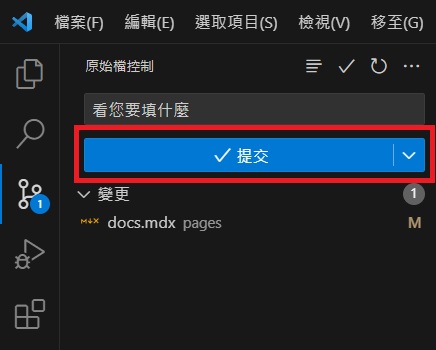 檔案(F) 編輯(E) 選取項目(S) 檢視(V) 移至(G)
原始檔控制
看您要填什麼
提交
變更 1
1
docs.mdx pages M